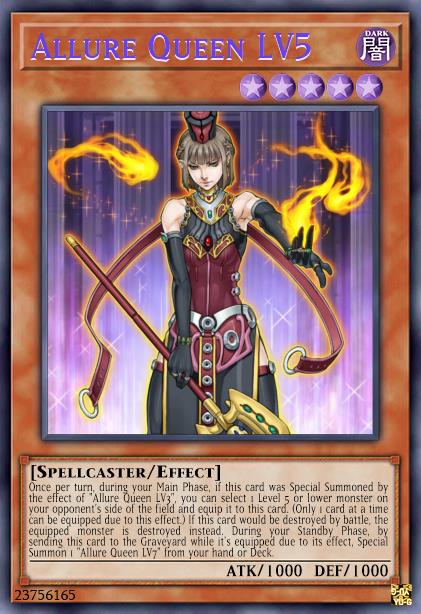 Allure Queen LV5
DARK
闇
[Spellcaster/Effect]
Once per turn, during your Main Phase, if this card was Special Summoned by
the effect of "Allure Queen LV3", you can select 1 Level 5 or lower monster on
your opponent's side of the field and equip it to this card. (Only 1 card at a time
can be equipped due to this effect.) If this card would be destroyed by battle, the
equipped monster is destroyed instead. During your Standby Phase, by
sending this card to the Graveyard while it's equipped due to its effect, Special
Summon 1 "Allure Queen LV7" from your hand or Deck.
ATK/1000 DEF/1000
23756165